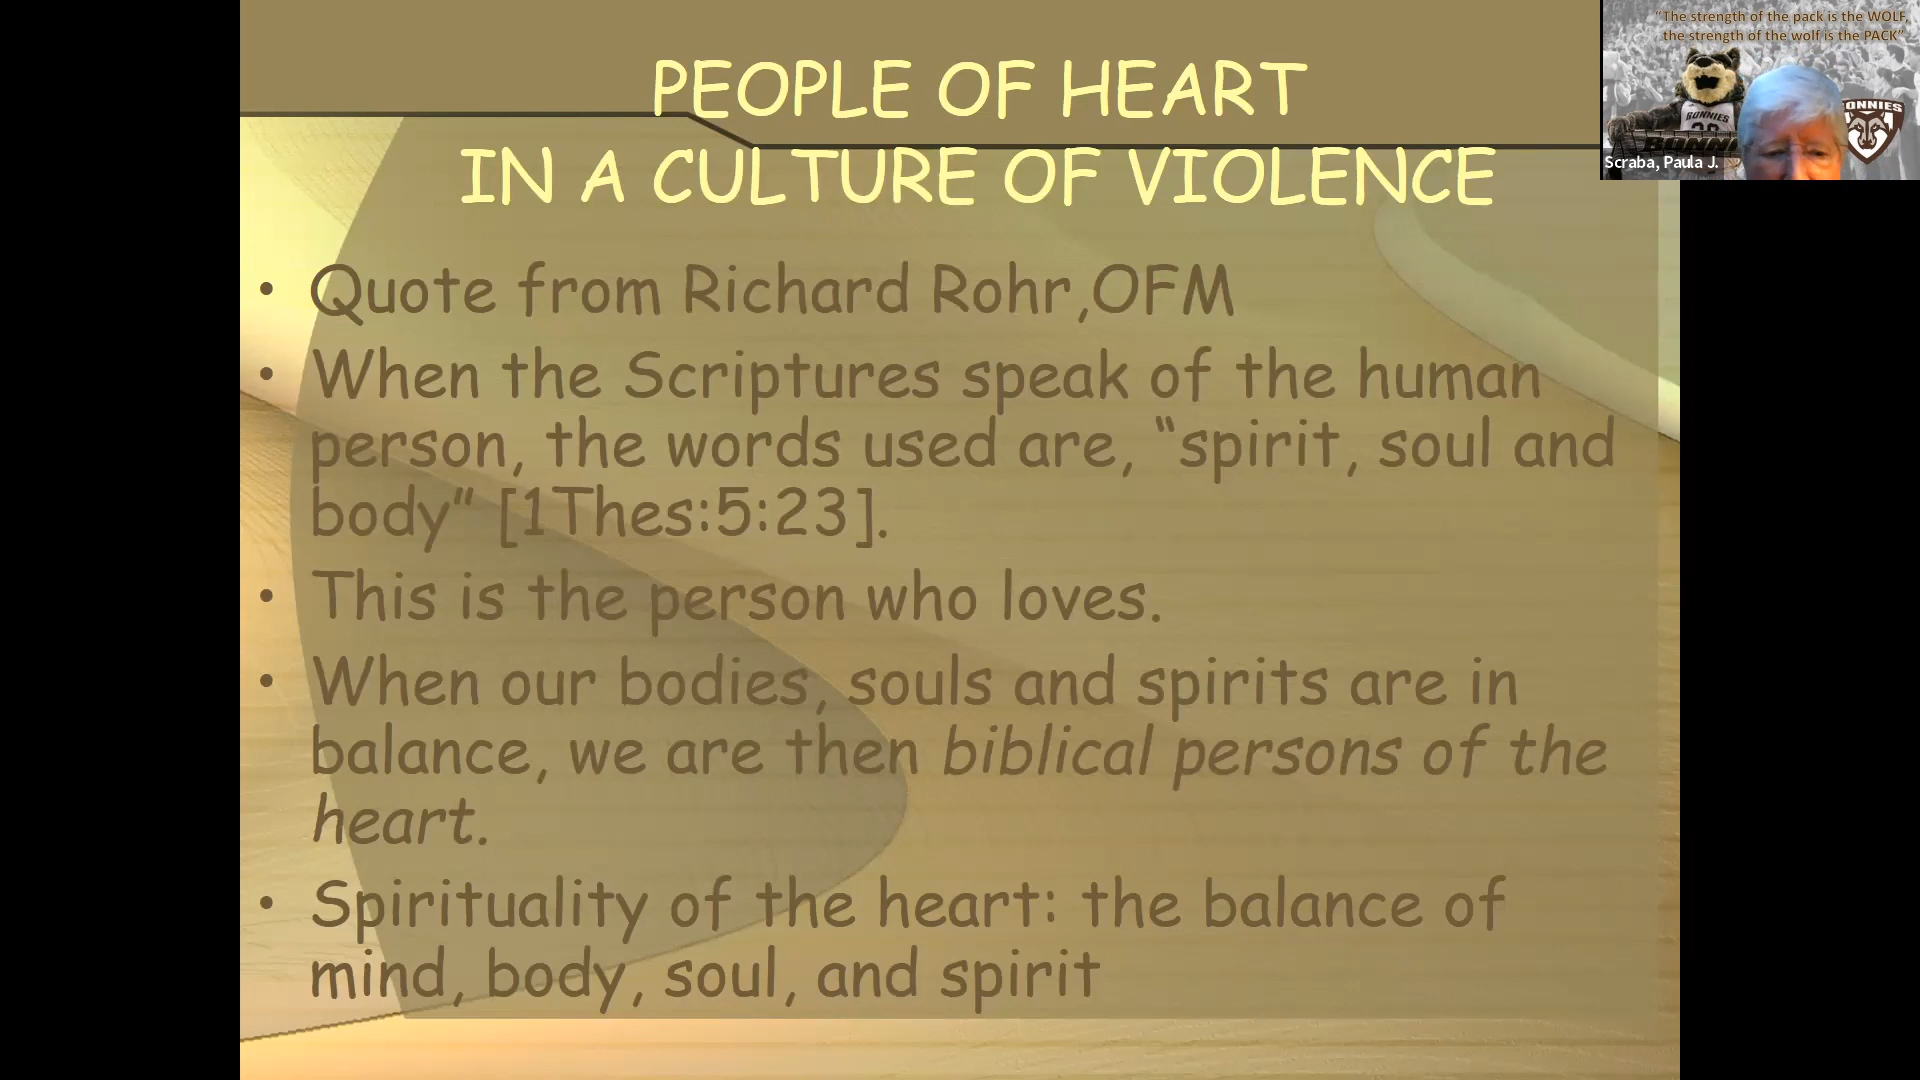 PEOPLE OF HEART
IN A CULTURE OF VIOLENCE
• Quote from Richard Rohr,OFM
• When the Scriptures speak of the human
person, the words used are, “spirit, soul and
body” [1Thes:5:23].
• This is the person who loves.
• When our bodies, souls and spirits are in
balance, we are then biblical persons of the
heart.
• Spirituality of the heart: the balance of
mind, body, soul, and spirit
“The strength of the pack is the WOLF,
the strength of the wolf is the PACK”
BONNIES
ONNIES
Scraba, Paula J.